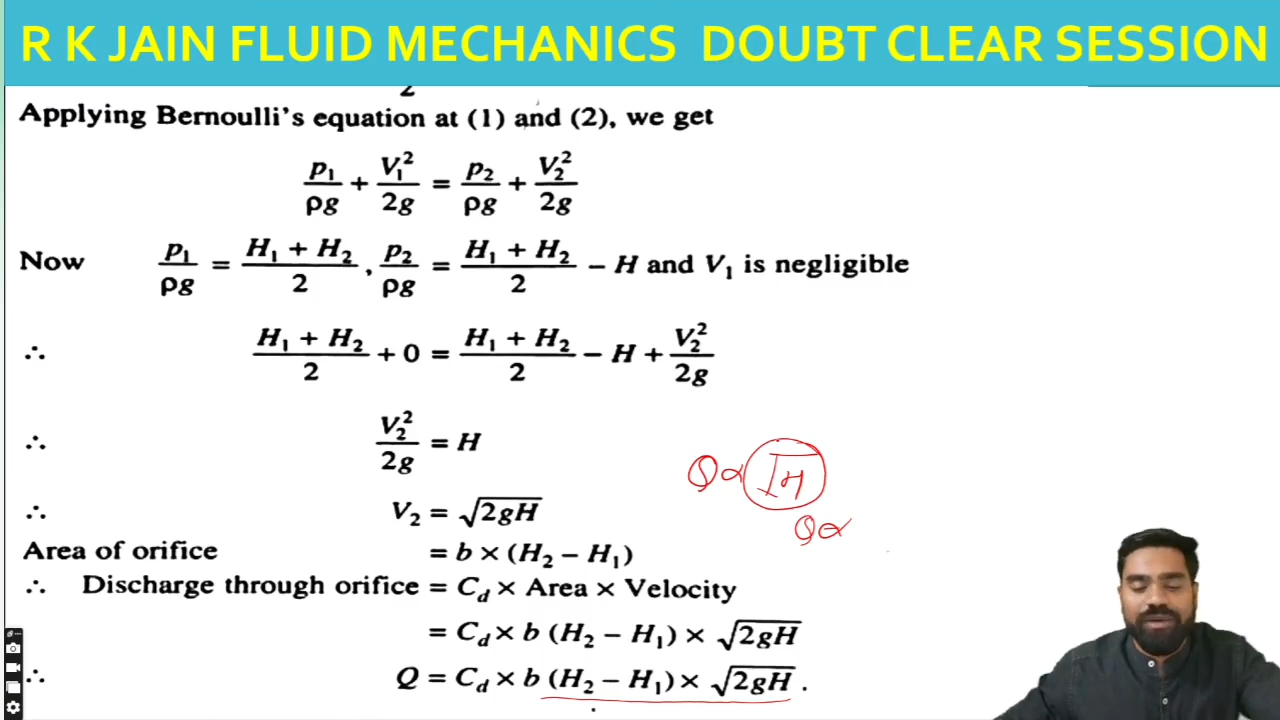 R K JAIN FLUID MECHANICS DOUBT CLEAR SESSION
Applying Bernoulli's equation at (1) and (2), we get
p₁/ρg + V₁²/2g = p₂/ρg + V₂²/2g
Now p₁/ρg = (H₁ + H₂)/2, p₂/ρg = (H₁ + H₂)/2 − H and V₁ is negligible
∴ (H₁ + H₂)/2 + 0 = (H₁ + H₂)/2 − H + V₂²/2g
∴ V₂²/2g = H
Q ∝ √H
∴ V₂ = √2gH
Q ∝
Area of orifice = b × (H₂ − H₁)
∴ Discharge through orifice = C_d × Area × Velocity
= C_d × b (H₂ − H₁) × √2gH
∴ Q = C_d × b (H₂ − H₁) × √2gH .